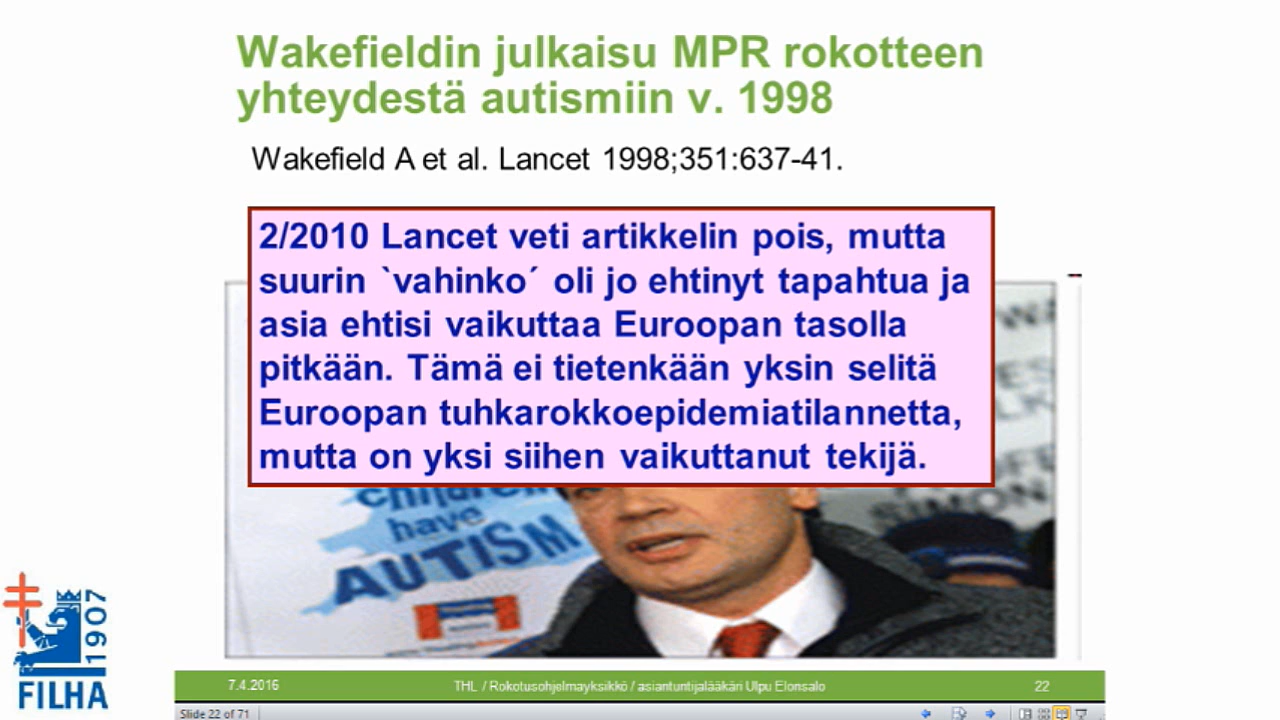 Wakefieldin julkaisu MPR rokotteen
yhteydestä autismiin v. 1998
Wakefield A et al. Lancet 1998;351:637-41.
2/2010 Lancet veti artikkelin pois, mutta
suurin `vahinko´ oli jo ehtinyt tapahtua ja
asia ehtisi vaikuttaa Euroopan tasolla
pitkään. Tämä ei tietenkään yksin selitä
Euroopan tuhkarokkoepidemiatilannetta,
mutta on yksi siihen vaikuttanut tekijä.
children
have
AUTISM
SIMON
1907
FILHA
7.4.2016 THL / Rokotusohjelmayksikkö / asiantuntijalääkäri Ulpu Elonsalo 22
Slide 22 of 71